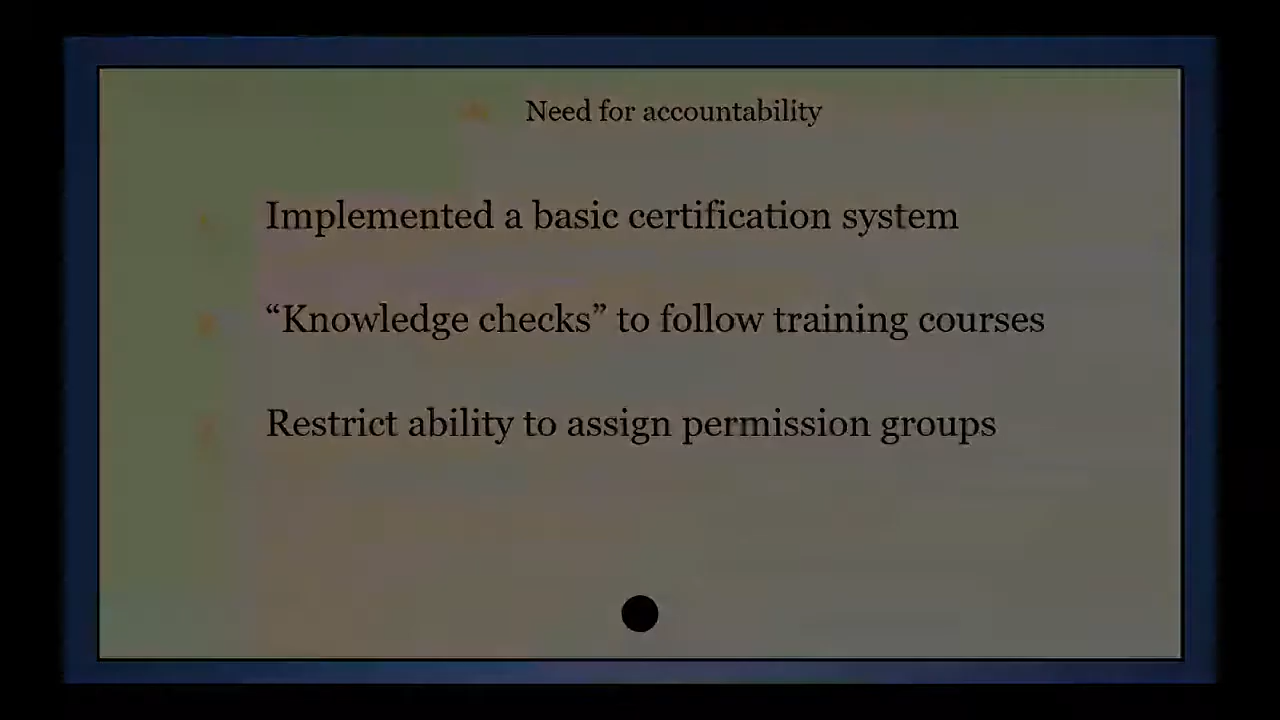 Need for accountability
Implemented a basic certification system
“Knowledge checks” to follow training courses
Restrict ability to assign permission groups